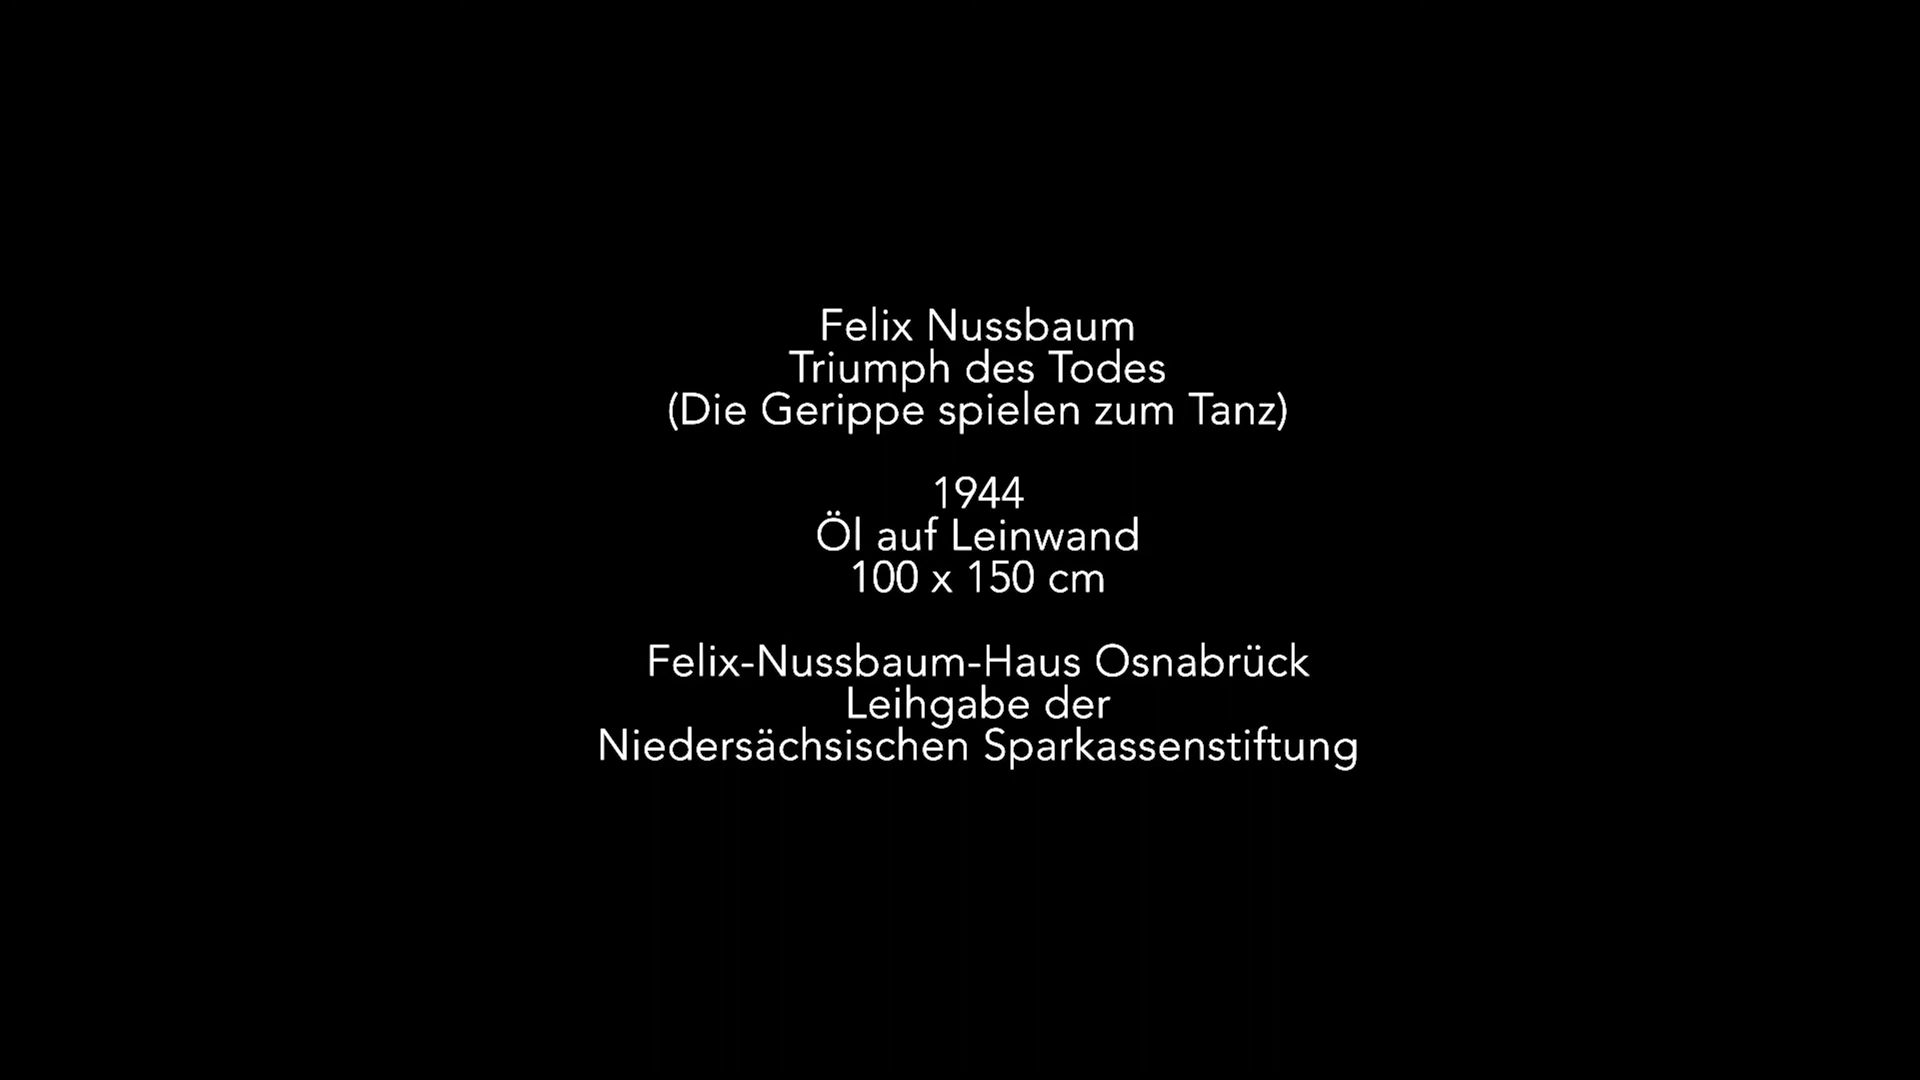 Felix Nussbaum
Triumph des Todes
(Die Gerippe spielen zum Tanz)
1944
Öl auf Leinwand
100 x 150 cm
Felix-Nussbaum-Haus Osnabrück
Leihgabe der
Niedersächsischen Sparkassenstiftung